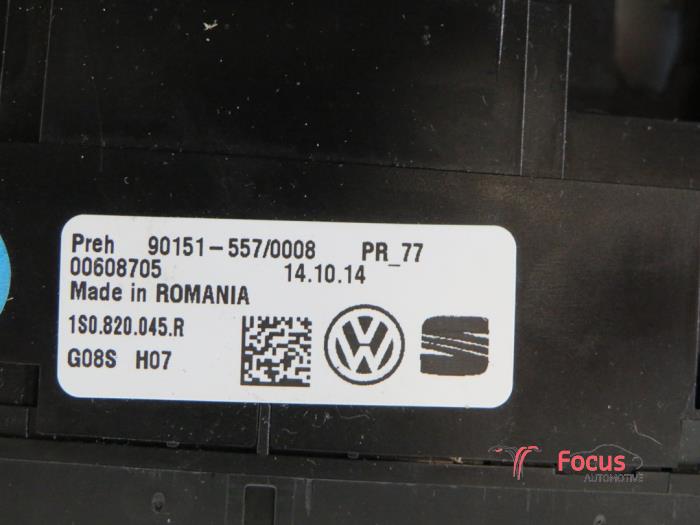 Preh 90151-557/0008 PR_77
00608705 14.10.14
Made in ROMANIA
1S0.820.045.R
G08S H07
Focus
AUTOMOTIVE